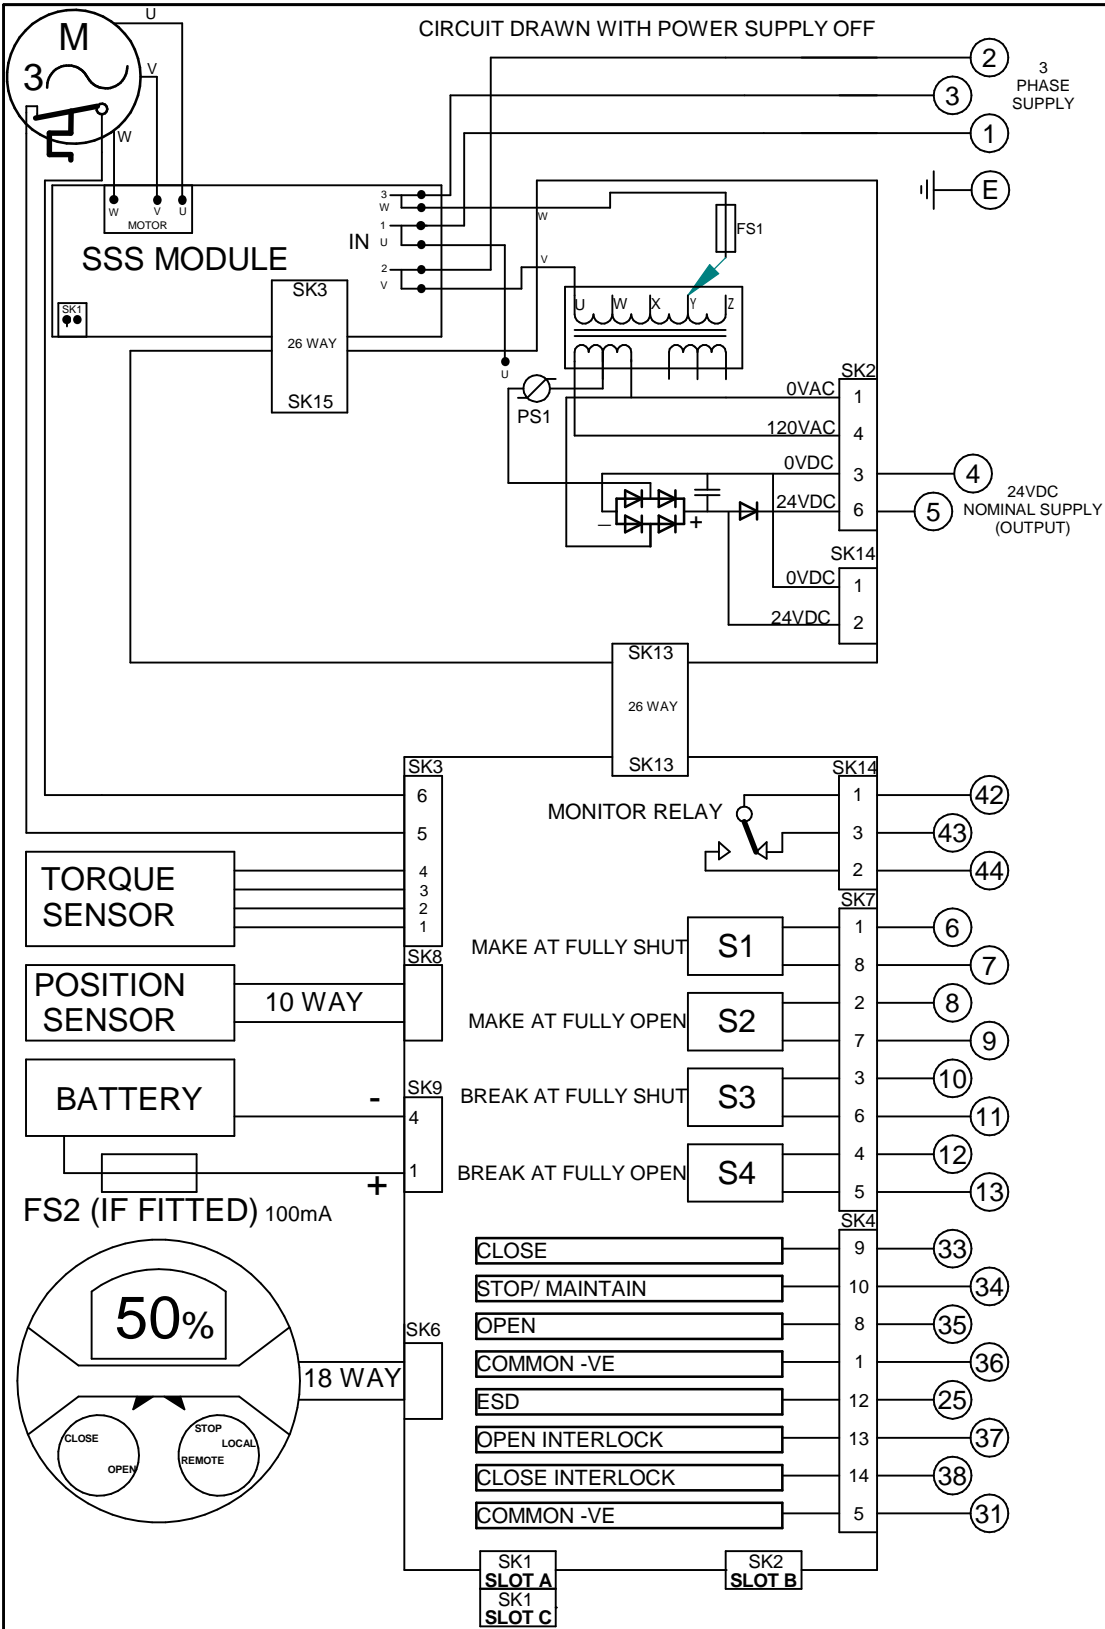 CIRCUIT DRAWN WITH POWER SUPPLY OFF
U
M
3
V
W
2
3
PHASE
SUPPLY
3
1
E
W V U
MOTOR
SSS MODULE
IN
3
W
1
U
2
V
W
V
FS1
SK1
SK3
26 WAY
SK15
U W X Y Z
U
PS1
SK2
0VAC 1
120VAC 4
0VDC 3 4
24VDC 6 5
24VDC
NOMINAL SUPPLY
(OUTPUT)
– +
SK14
0VDC 1
24VDC 2
SK13
26 WAY
SK13
SK3
6
5
4
3
2
1
TORQUE
SENSOR
MONITOR RELAY
SK14
1 42
3 43
2 44
SK7
MAKE AT FULLY SHUT S1
1 6
8 7
MAKE AT FULLY OPEN S2
2 8
7 9
BREAK AT FULLY SHUT S3
3 10
6 11
BREAK AT FULLY OPEN S4
4 12
5 13
SK8
POSITION
SENSOR
10 WAY
BATTERY
-
+
SK9
4
1
FS2 (IF FITTED) 100mA
50%
CLOSE
OPEN
STOP
LOCAL
REMOTE
18 WAY
SK6
SK4
CLOSE 9 33
STOP/ MAINTAIN 10 34
OPEN 8 35
COMMON -VE 1 36
ESD 12 25
OPEN INTERLOCK 13 37
CLOSE INTERLOCK 14 38
COMMON -VE 5 31
SK1
SLOT A
SK1
SLOT C
SK2
SLOT B